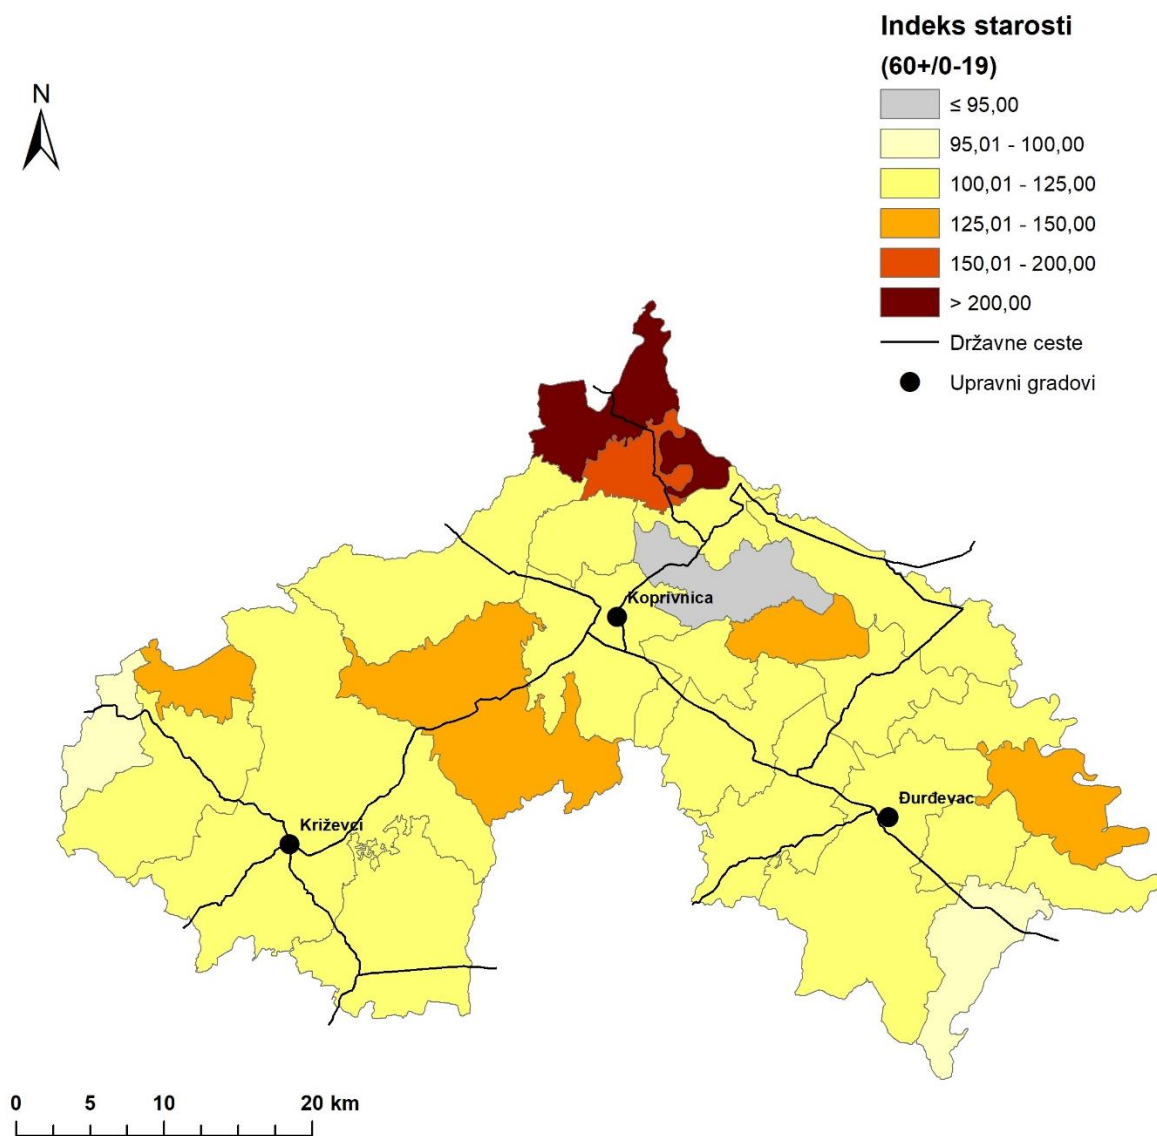 Indeks starosti
(60+/0-19)
≤ 95,00
95,01 - 100,00
100,01 - 125,00
125,01 - 150,00
150,01 - 200,00
> 200,00
Državne ceste
Upravni gradovi
N
Koprivnica
Đurđevac
Križevci
0 5 10 20 km